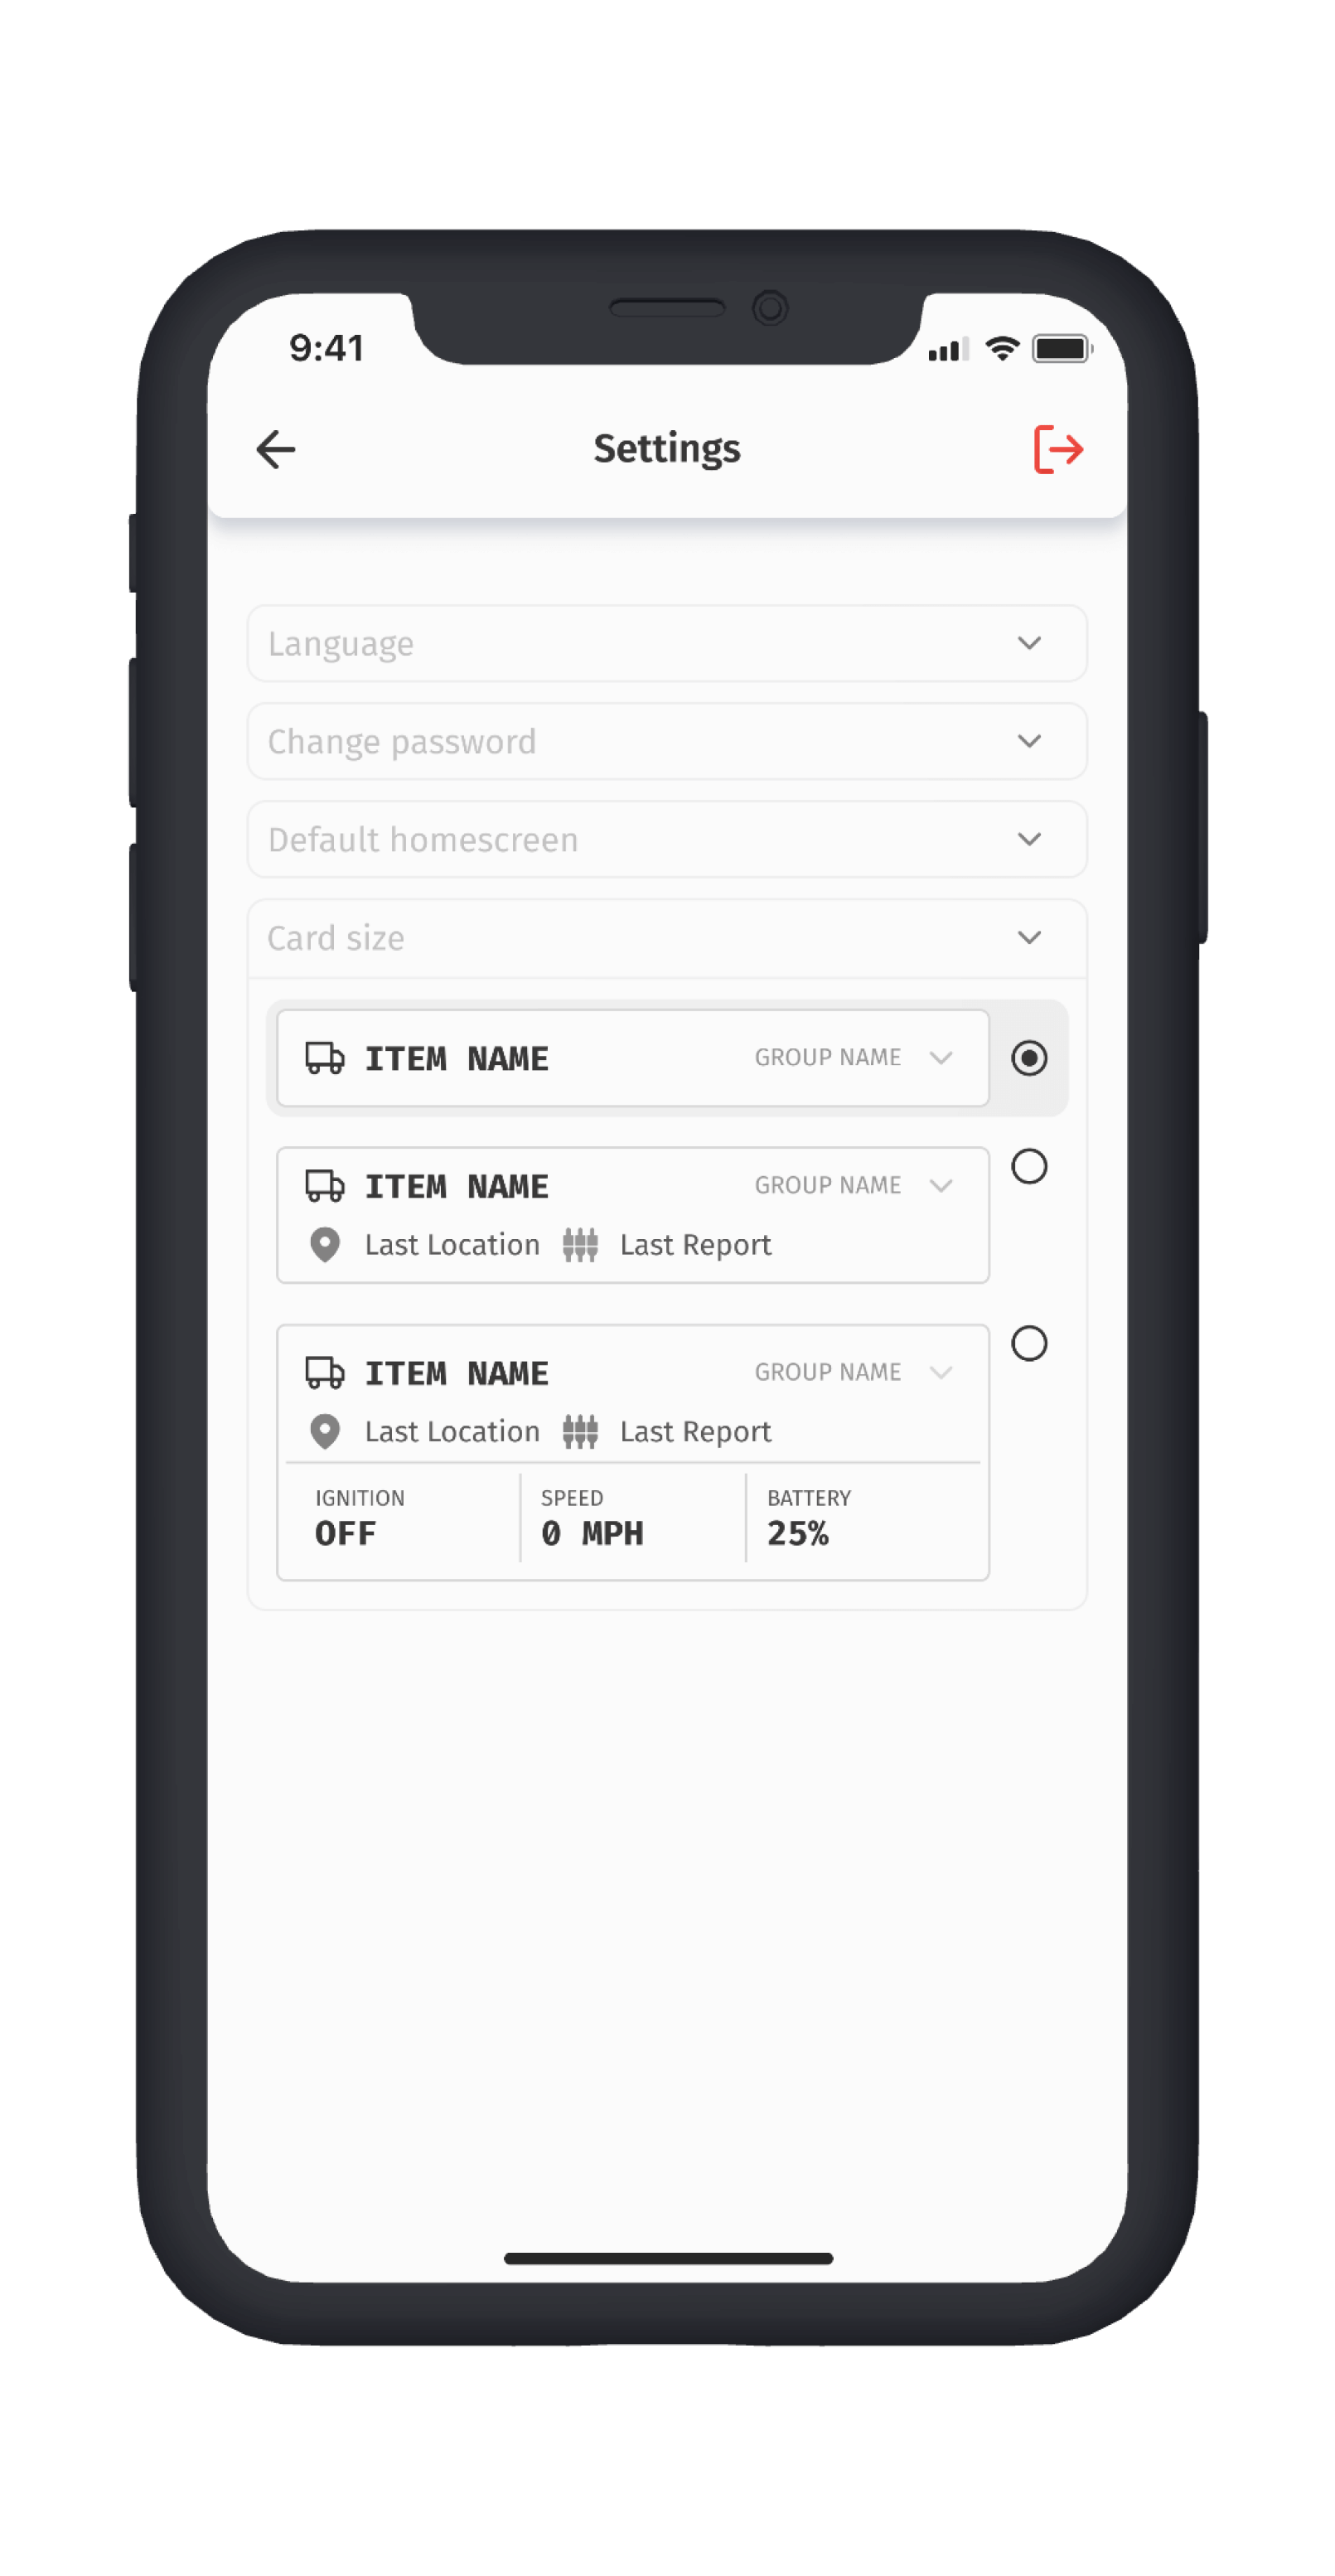 9:41
Settings
Language
Change password
Default homescreen
Card size
ITEM NAME GROUP NAME
ITEM NAME GROUP NAME
Last Location Last Report
ITEM NAME GROUP NAME
Last Location Last Report
IGNITION SPEED BATTERY
OFF 0 MPH 25%